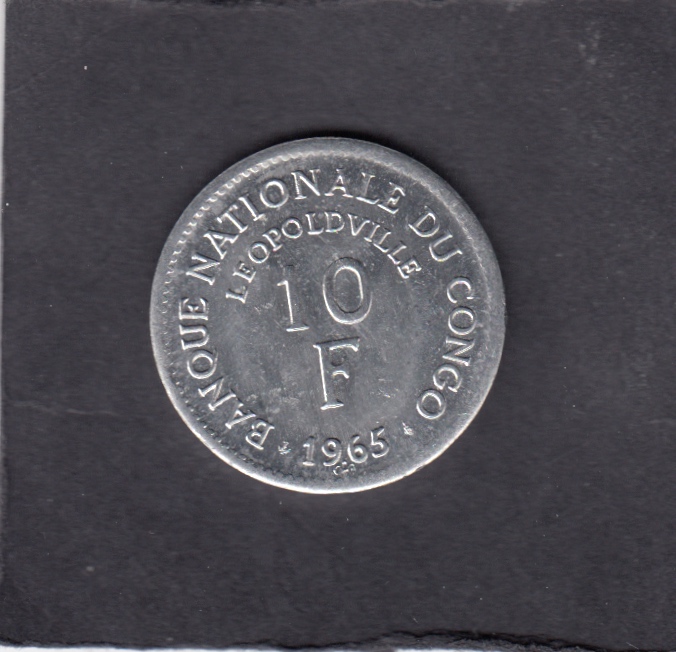 BANQUE NATIONALE DU CONGO
LEOPOLDVILLE
10
F
1965